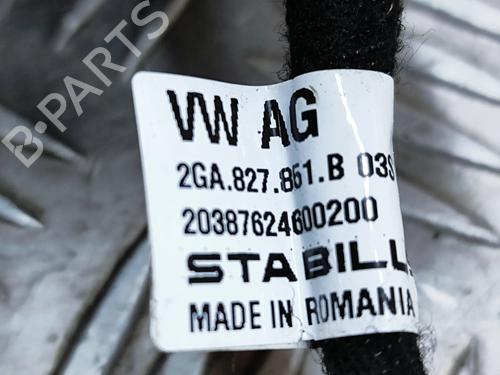 B-PARTS
VW AG
2GA.827.851.B 03S
20387624600200
STABILL
MADE IN ROMANIA